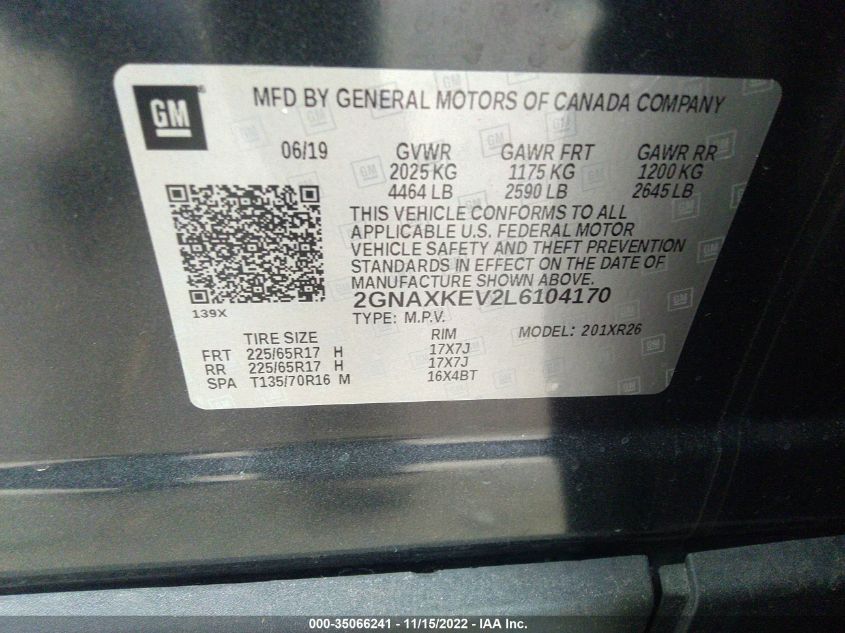 GM
MFD BY GENERAL MOTORS OF CANADA COMPANY
06/19 GVWR GAWR FRT GAWR RR
2025 KG 1175 KG 1200 KG
4464 LB 2590 LB 2645 LB
THIS VEHICLE CONFORMS TO ALL
APPLICABLE U.S. FEDERAL MOTOR
VEHICLE SAFETY AND THEFT PREVENTION
STANDARDS IN EFFECT ON THE DATE OF
MANUFACTURE SHOWN ABOVE.
2GNAXKEV2L6104170
139X
TYPE: M.P.V. MODEL: 201XR26
TIRE SIZE RIM
FRT 225/65R17 H 17X7J
RR 225/65R17 H 17X7J
SPA T135/70R16 M 16X4BT
000-35066241 - 11/15/2022 - IAA Inc.